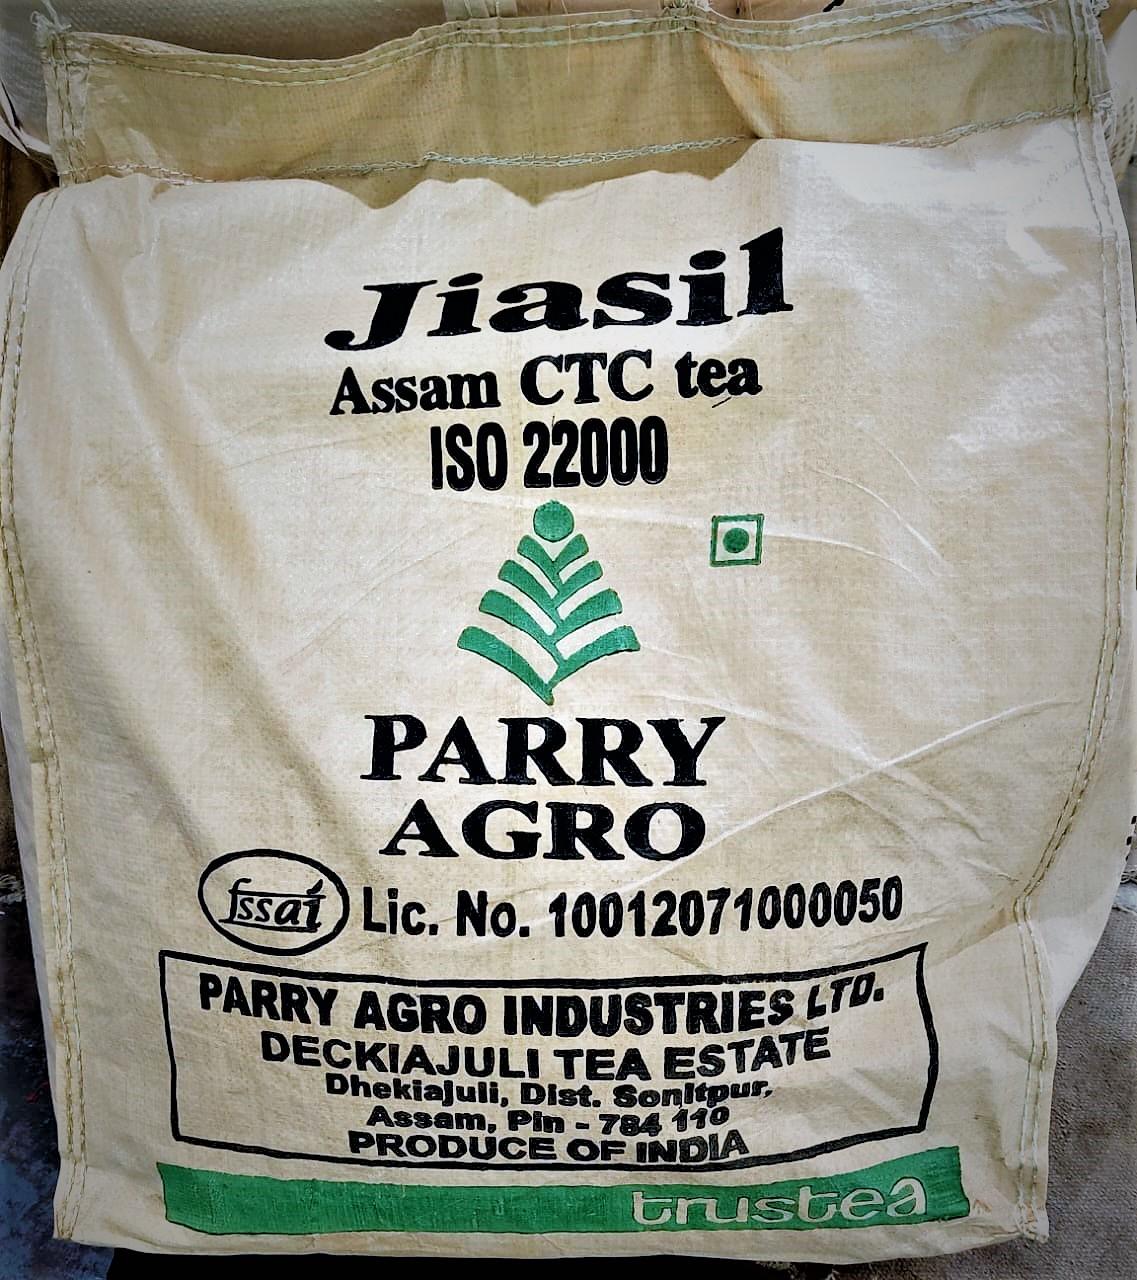 Jiasil
Assam CTC tea
ISO 22000
PARRY
AGRO
fssai Lic. No. 10012071000050
PARRY AGRO INDUSTRIES LTD.
DECKIAJULI TEA ESTATE
Dhekiajuli, Dist. Sonitpur,
Assam, Pin - 784 110
PRODUCE OF INDIA
trustea